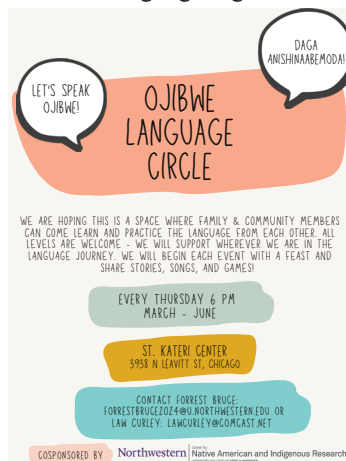 DAGA
ANISHINAABEMODA!
LET'S SPEAK
OJIBWE!
OJIBWE
LANGUAGE
CIRCLE
WE ARE HOPING THIS IS A SPACE WHERE FAMILY & COMMUNITY MEMBERS
CAN COME LEARN AND PRACTICE THE LANGUAGE FROM EACH OTHER. ALL
LEVELS ARE WELCOME - WE WILL SUPPORT WHEREVER WE ARE IN THE
LANGUAGE JOURNEY. WE WILL BEGIN EACH EVENT WITH A FEAST AND
SHARE STORIES, SONGS, AND GAMES!
EVERY THURSDAY 6 PM
MARCH - JUNE
ST. KATERI CENTER
3938 N LEAVITT ST, CHICAGO
CONTACT FORREST BRUCE:
FORRESTBRUCE2024@U.NORTHWESTERN.EDU OR
LAW CURLEY: LAWCURLEY@COMCAST.NET
COSPONSORED BY
Northwestern
Center for
Native American and Indigenous Research